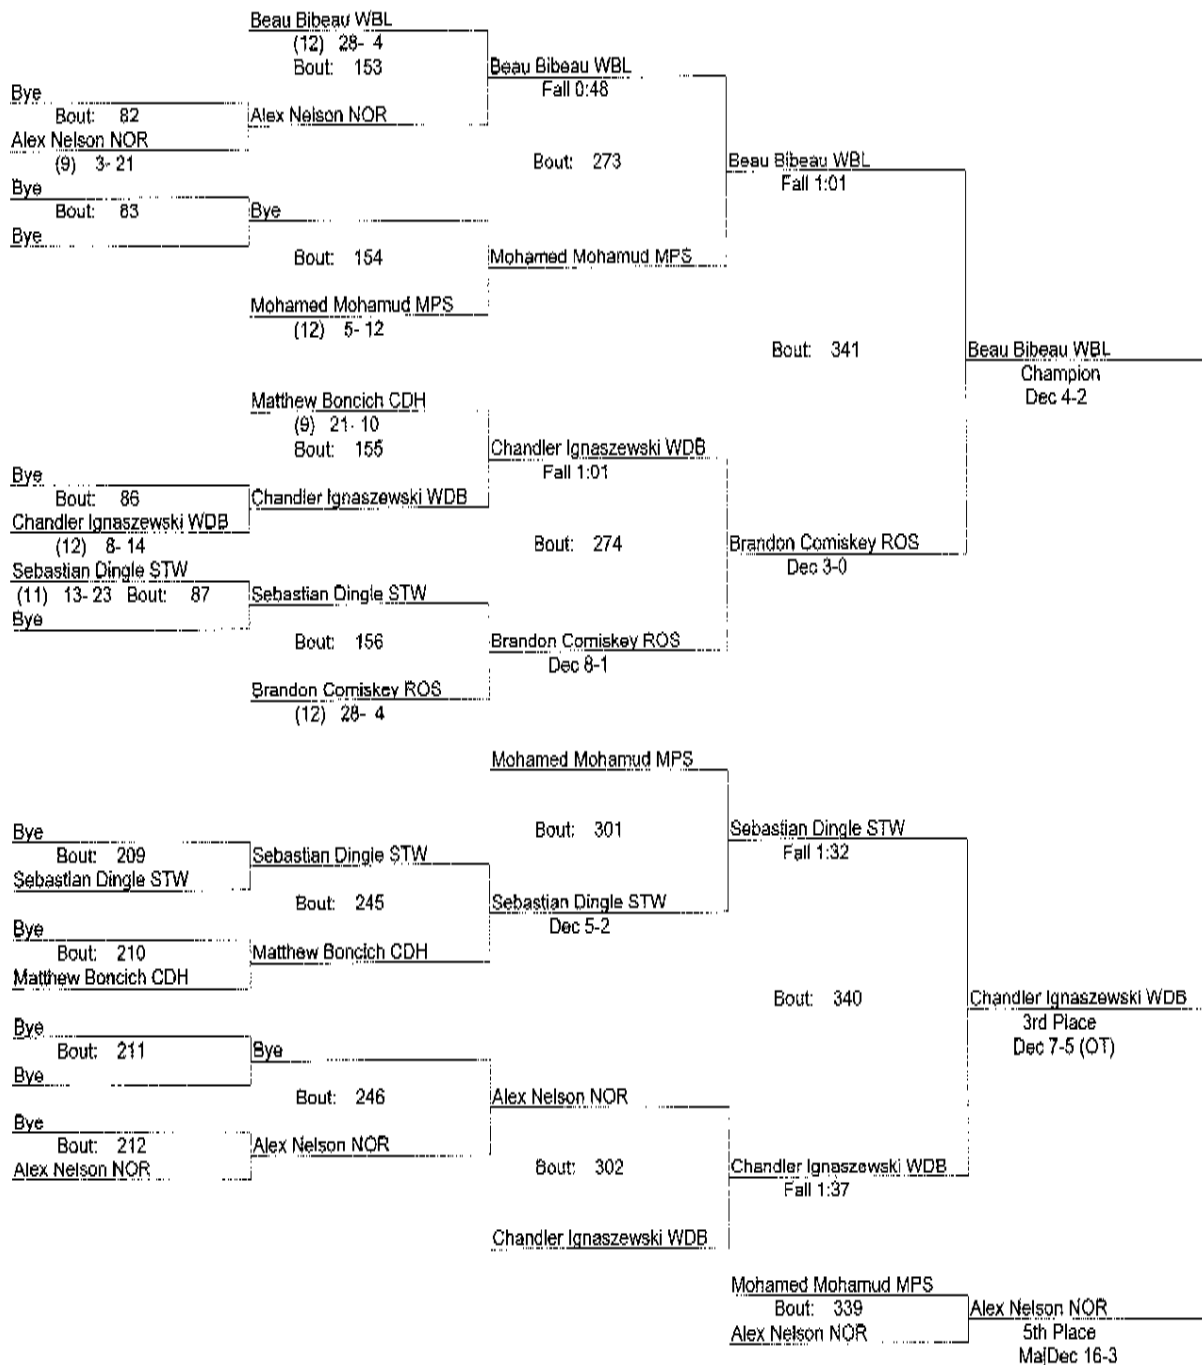 Beau Bibeau WBL
(12) 28- 4
Bout: 153
Beau Bibeau WBL
Fall 0:48
Bye
Bout: 82
Alex Nelson NOR
Alex Nelson NOR
(9) 3- 21
Bout: 273
Beau Bibeau WBL
Fall 1:01
Bye
Bout: 83
Bye
Bye
Bout: 154
Mohamed Mohamud MPS
Mohamed Mohamud MPS
(12) 5- 12
Bout: 341
Beau Bibeau WBL
Champion
Dec 4-2
Matthew Boncich CDH
(9) 21- 10
Bout: 155
Chandler Ignaszewski WDB
Fall 1:01
Bye
Bout: 86
Chandler Ignaszewski WDB
Chandler Ignaszewski WDB
(12) 8- 14
Bout: 274
Brandon Comiskey ROS
Dec 3-0
Sebastian Dingle STW
(11) 13- 23 Bout: 87
Sebastian Dingle STW
Bye
Bout: 156
Brandon Comiskey ROS
Dec 8-1
Brandon Comiskey ROS
(12) 28- 4
Mohamed Mohamud MPS
Bout: 301
Sebastian Dingle STW
Fall 1:32
Bye
Bout: 209
Sebastian Dingle STW
Sebastian Dingle STW
Bout: 245
Sebastian Dingle STW
Dec 5-2
Bye
Bout: 210
Matthew Boncich CDH
Matthew Boncich CDH
Bout: 340
Chandler Ignaszewski WDB
3rd Place
Dec 7-5 (OT)
Bye
Bout: 211
Bye
Bye
Bout: 246
Alex Nelson NOR
Bye
Bout: 212
Alex Nelson NOR
Alex Nelson NOR
Bout: 302
Chandler Ignaszewski WDB
Fall 1:37
Chandler Ignaszewski WDB
Mohamed Mohamud MPS
Bout: 339
Alex Nelson NOR
Alex Nelson NOR
5th Place
MajDec 16-3